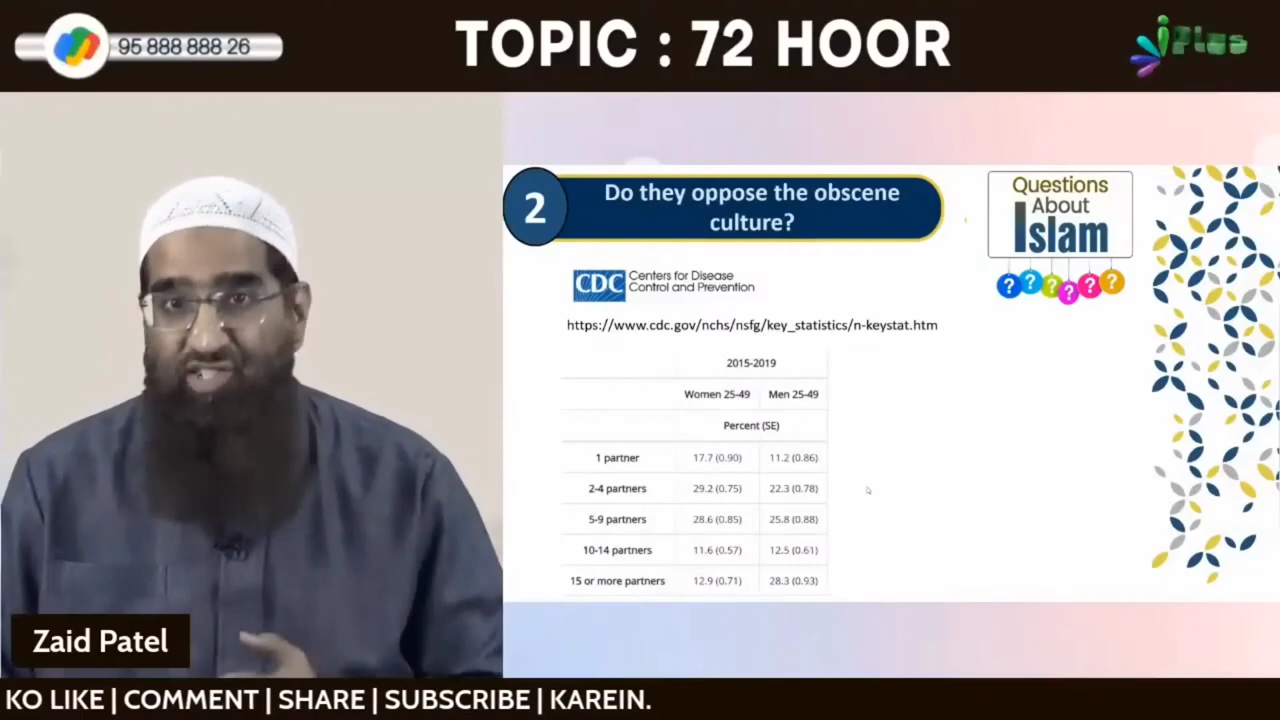 95 888 888 26
TOPIC : 72 HOOR
iPlus
2
Do they oppose the obscene
culture?
Questions
About
Islam
? ? ? ? ? ?
CDC
Centers for Disease
Control and Prevention
https://www.cdc.gov/nchs/nsfg/key_statistics/n-keystat.htm
2015-2019
Women 25-49 Men 25-49
Percent (SE)
1 partner 17.7 (0.90) 11.2 (0.86)
2-4 partners 29.2 (0.75) 22.3 (0.78)
5-9 partners 28.6 (0.85) 25.8 (0.88)
10-14 partners 11.6 (0.57) 12.5 (0.61)
15 or more partners 12.9 (0.71) 28.3 (0.93)
Zaid Patel
KO LIKE | COMMENT | SHARE | SUBSCRIBE | KAREIN.